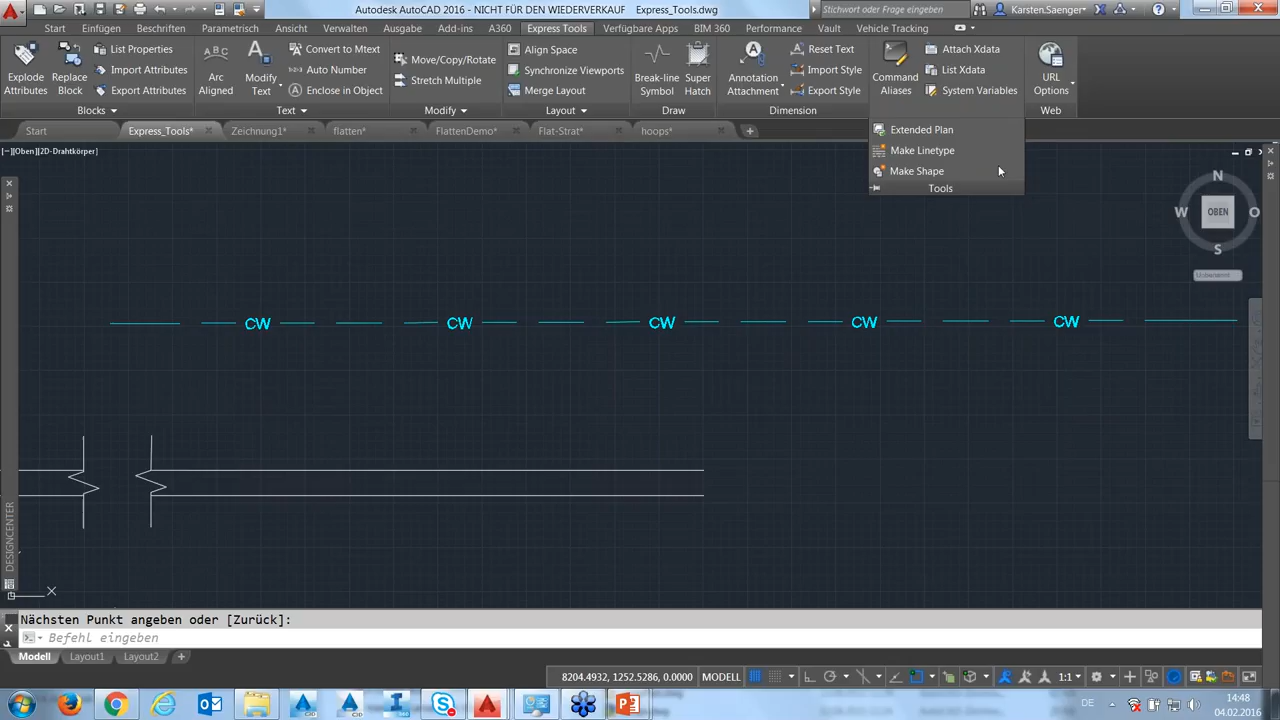 Autodesk AutoCAD 2016 - NICHT FÜR DEN WIEDERVERKAUF Express_Tools.dwg
Stichwort oder Frage eingeben
Karsten.Saenger
Start Einfügen Beschriften Parametrisch Ansicht Verwalten Ausgabe Add-ins A360 Express Tools Verfügbare Apps BIM 360 Performance Vault Vehicle Tracking
Explode Attributes
Replace Block
List Properties
Import Attributes
Export Attributes
Blocks
Arc Aligned
Modify Text
Convert to Mtext
Auto Number
Enclose in Object
Text
Move/Copy/Rotate
Stretch Multiple
Modify
Align Space
Synchronize Viewports
Merge Layout
Layout
Break-line Symbol
Super Hatch
Draw
Annotation Attachment
Reset Text
Import Style
Export Style
Dimension
Command Aliases
Attach Xdata
List Xdata
System Variables
URL Options
Web
Extended Plan
Make Linetype
Make Shape
Tools
Start Express_Tools* Zeichnung1* flatten* FlattenDemo* Flat-Strat* hoops*
[-][Oben][2D-Drahtkörper]
N
W OBEN O
S
Unbenannt
CW CW CW CW CW
DESIGNCENTER
X
Nächsten Punkt angeben oder [Zurück]:
Befehl eingeben
Modell Layout1 Layout2
8204.4932, 1252.5286, 0.0000 MODELL 1:1
DE
14:48
04.02.2016